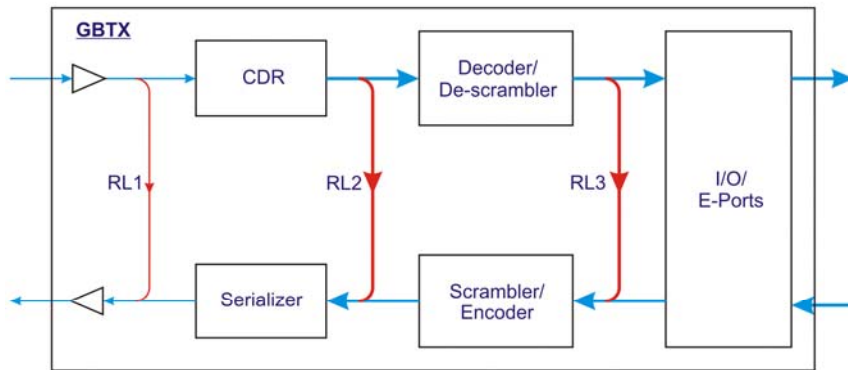 GBTX
CDR
Decoder/
De-scrambler
RL1
RL2
RL3
I/O/
E-Ports
Serializer
Scrambler/
Encoder